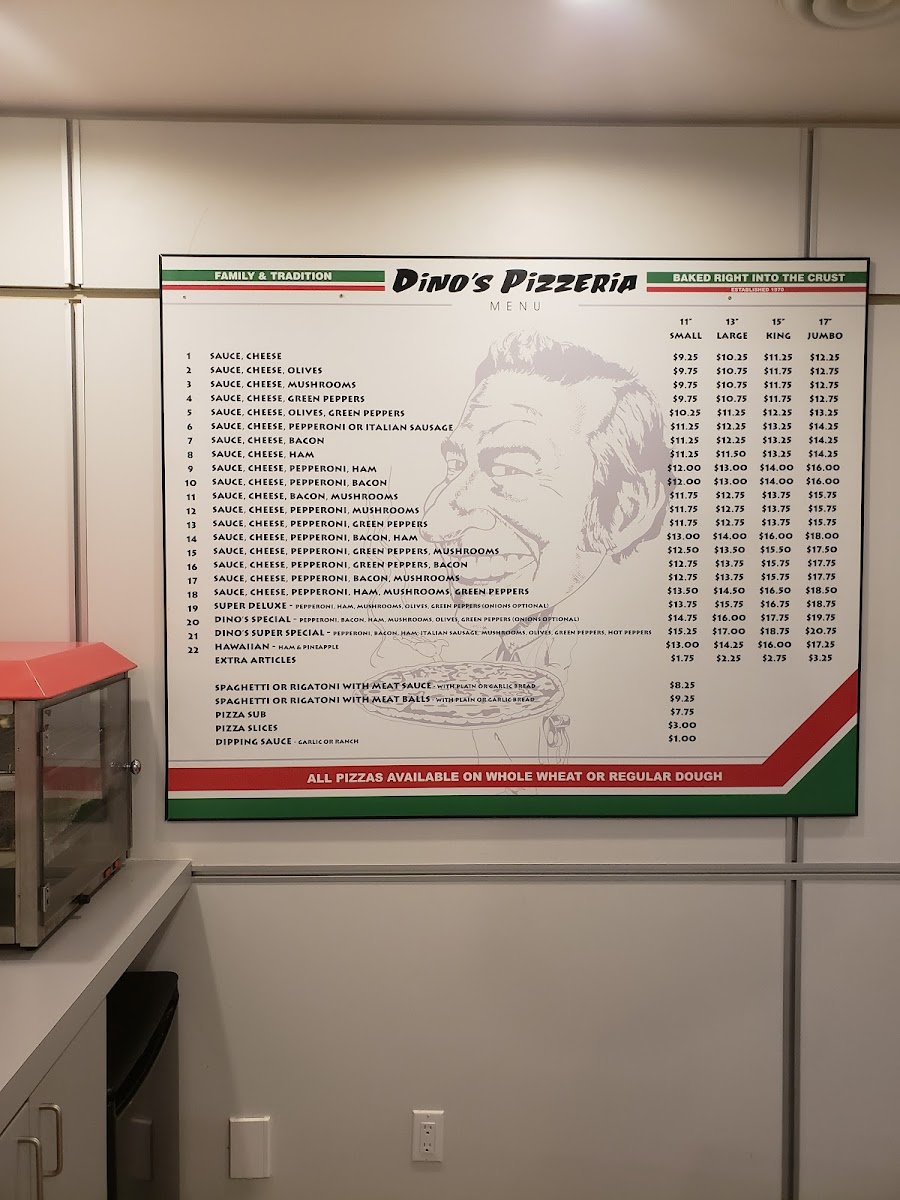 FAMILY & TRADITION
DINO'S PIZZERIA
BAKED RIGHT INTO THE CRUST
ESTABLISHED 1970
MENU
11" 13" 15" 17"
SMALL LARGE KING JUMBO
1 SAUCE, CHEESE $9.25 $10.25 $11.25 $12.25
2 SAUCE, CHEESE, OLIVES $9.75 $10.75 $11.75 $12.75
3 SAUCE, CHEESE, MUSHROOMS $9.75 $10.75 $11.75 $12.75
4 SAUCE, CHEESE, GREEN PEPPERS $9.75 $10.75 $11.75 $12.75
5 SAUCE, CHEESE, OLIVES, GREEN PEPPERS $10.25 $11.25 $12.25 $13.25
6 SAUCE, CHEESE, PEPPERONI OR ITALIAN SAUSAGE $11.25 $12.25 $13.25 $14.25
7 SAUCE, CHEESE, BACON $11.25 $12.25 $13.25 $14.25
8 SAUCE, CHEESE, HAM $11.25 $11.50 $13.25 $14.25
9 SAUCE, CHEESE, PEPPERONI, HAM $12.00 $13.00 $14.00 $16.00
10 SAUCE, CHEESE, PEPPERONI, BACON $12.00 $13.00 $14.00 $16.00
11 SAUCE, CHEESE, BACON, MUSHROOMS $11.75 $12.75 $13.75 $15.75
12 SAUCE, CHEESE, PEPPERONI, MUSHROOMS $11.75 $12.75 $13.75 $15.75
13 SAUCE, CHEESE, PEPPERONI, GREEN PEPPERS $11.75 $12.75 $13.75 $15.75
14 SAUCE, CHEESE, PEPPERONI, BACON, HAM $13.00 $14.00 $16.00 $18.00
15 SAUCE, CHEESE, PEPPERONI, GREEN PEPPERS, MUSHROOMS $12.50 $13.50 $15.50 $17.50
16 SAUCE, CHEESE, PEPPERONI, GREEN PEPPERS, BACON $12.75 $13.75 $15.75 $17.75
17 SAUCE, CHEESE, PEPPERONI, BACON, MUSHROOMS $12.75 $13.75 $15.75 $17.75
18 SAUCE, CHEESE, PEPPERONI, HAM, MUSHROOMS, GREEN PEPPERS $13.50 $14.50 $16.50 $18.50
19 SUPER DELUXE - PEPPERONI, HAM, MUSHROOMS, OLIVES, GREEN PEPPERS (ONIONS OPTIONAL) $13.75 $15.75 $16.75 $18.75
20 DINO'S SPECIAL - PEPPERONI, BACON, HAM, MUSHROOMS, OLIVES, GREEN PEPPERS (ONIONS OPTIONAL) $14.75 $16.00 $17.75 $19.75
21 DINO'S SUPER SPECIAL - PEPPERONI, BACON, HAM, ITALIAN SAUSAGE, MUSHROOMS, OLIVES, GREEN PEPPERS, HOT PEPPERS $15.25 $17.00 $18.75 $20.75
22 HAWAIIAN - HAM & PINEAPPLE $13.00 $14.25 $16.00 $17.25
EXTRA ARTICLES $1.75 $2.25 $2.75 $3.25
SPAGHETTI OR RIGATONI WITH MEAT SAUCE - WITH PLAIN OR GARLIC BREAD $8.25
SPAGHETTI OR RIGATONI WITH MEAT BALLS - WITH PLAIN OR GARLIC BREAD $9.25
PIZZA SUB $7.75
PIZZA SLICES $3.00
DIPPING SAUCE - GARLIC OR RANCH $1.00
ALL PIZZAS AVAILABLE ON WHOLE WHEAT OR REGULAR DOUGH